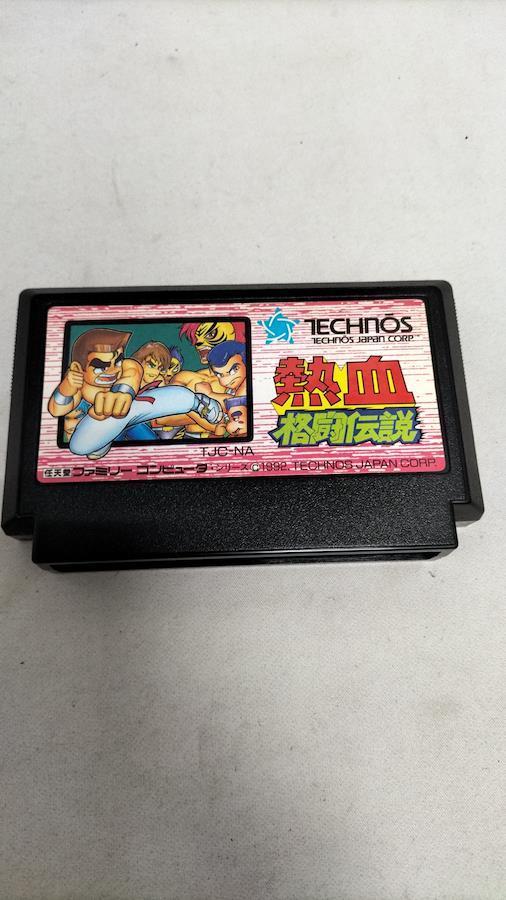 TECHNŌS
TECHNŌS JAPAN CORP.
熱血
格闘伝説
TJC-NA
任天堂 ファミリー コンピュータ シリーズ ©1992 TECHNOS JAPAN CORP.